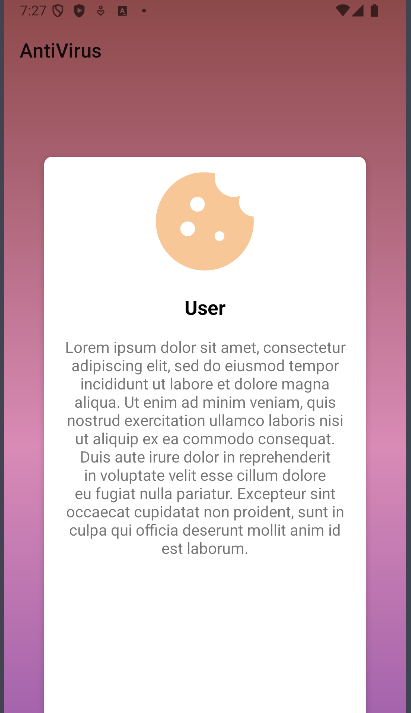 7:27
AntiVirus
User
Lorem ipsum dolor sit amet, consectetur
adipiscing elit, sed do eiusmod tempor
incididunt ut labore et dolore magna
aliqua. Ut enim ad minim veniam, quis
nostrud exercitation ullamco laboris nisi
ut aliquip ex ea commodo consequat.
Duis aute irure dolor in reprehenderit
in voluptate velit esse cillum dolore
eu fugiat nulla pariatur. Excepteur sint
occaecat cupidatat non proident, sunt in
culpa qui officia deserunt mollit anim id
est laborum.